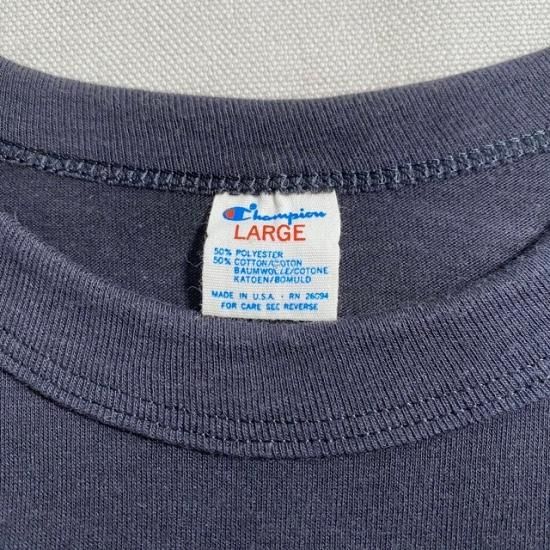 Champion
LARGE
50% POLYESTER
50% COTTON/COTON
BAUMWOLLE/COTONE
KATOEN/BOMULD
MADE IN U.S.A. · RN 26094
FOR CARE SEE REVERSE